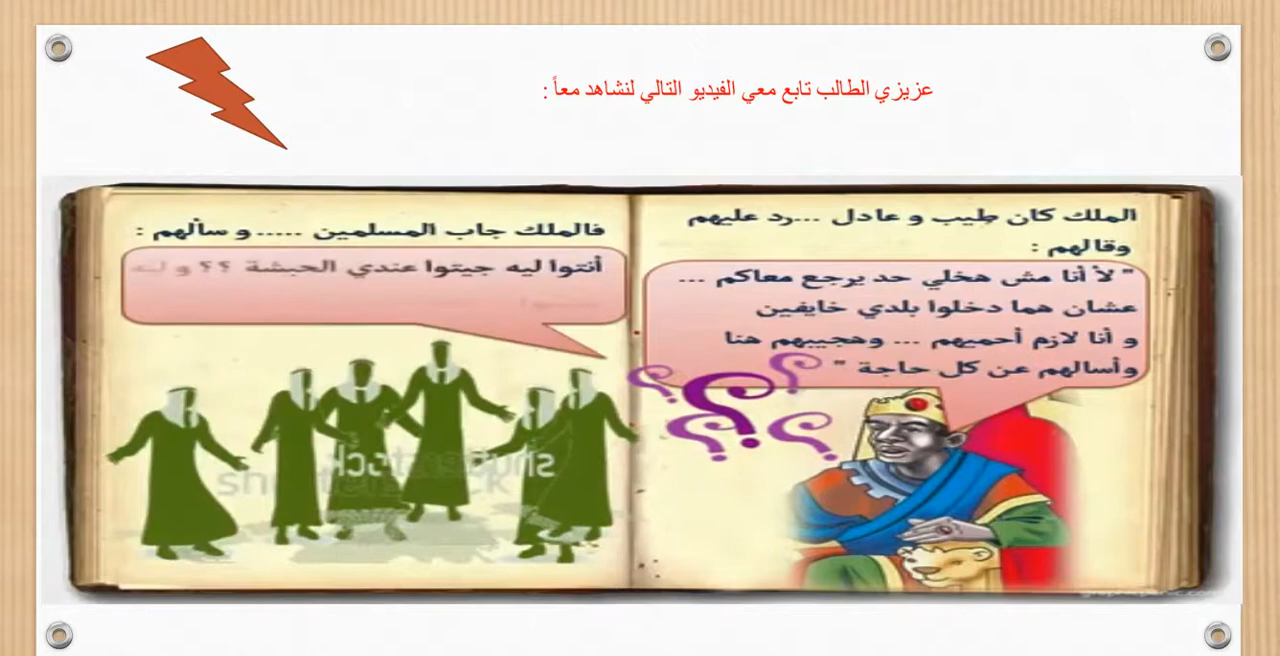 عزيزي الطالب تابع معي الفيديو التالي لنشاهد معاً :
الملك كان طيب و عادل ...رد عليهم
وقالهم :
" لأ أنا مش هخلي حد يرجع معاكم ...
عشان هما دخلوا بلدي خايفين
و أنا لازم أحميهم ... وهجيبهم هنا
وأسألهم عن كل حاجة "
فالملك جاب المسلمين ..... و سألهم :
أنتوا ليه جيتوا عندي الحبشة ؟؟ و ليه